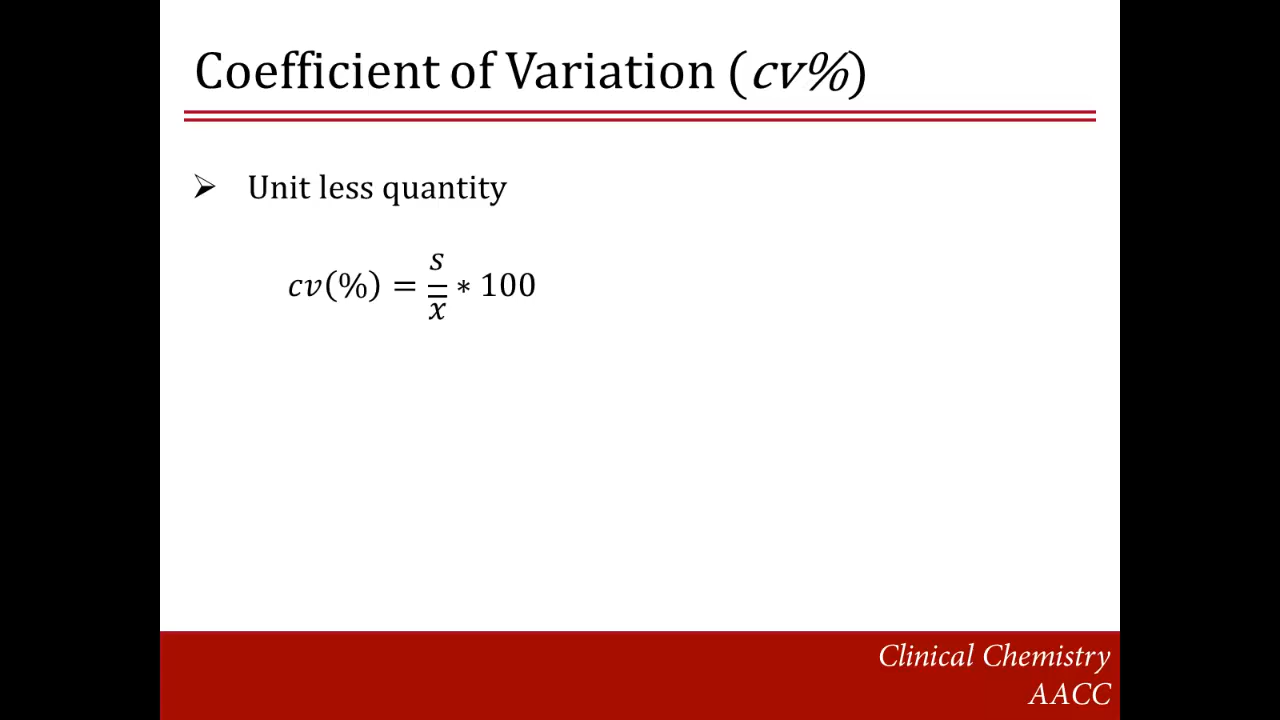 Coefficient of Variation (cv%)
➢ Unit less quantity
cv(%) = s/x̅ * 100
Clinical Chemistry
AACC